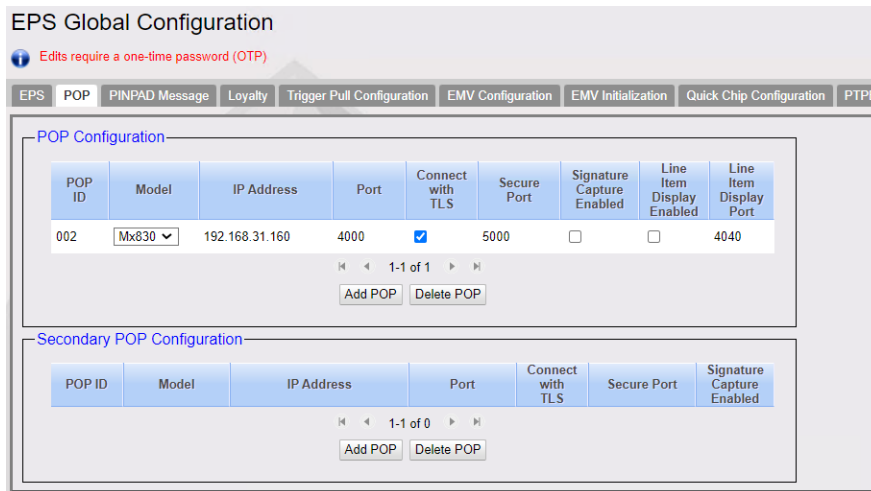 EPS Global Configuration
Edits require a one-time password (OTP)
EPS POP PINPAD Message Loyalty Trigger Pull Configuration EMV Configuration EMV Initialization Quick Chip Configuration
POP Configuration
POP ID Model IP Address Port Connect with TLS Secure Port Signature Capture Enabled Line Item Display Enabled Line Item Display Port
002 Mx830 192.168.31.160 4000 5000 4040
1-1 of 1
Add POP Delete POP
Secondary POP Configuration
POP ID Model IP Address Port Connect with TLS Secure Port Signature Capture Enabled
1-1 of 0
Add POP Delete POP